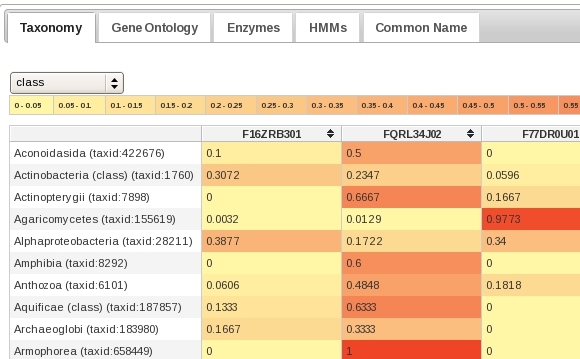 Taxonomy Gene Ontology Enzymes HMMs Common Name
class
0 - 0.05 0.05 - 0.1 0.1 - 0.15 0.15 - 0.2 0.2 - 0.25 0.25 - 0.3 0.3 - 0.35 0.35 - 0.4 0.4 - 0.45 0.45 - 0.5 0.5 - 0.55 0.55
F16ZRB301 FQRL34J02 F77DR0U01
Aconoidasida (taxid:422676) 0.1 0.5 0
Actinobacteria (class) (taxid:1760) 0.3072 0.2347 0.0596
Actinopterygii (taxid:7898) 0 0.6667 0.1667
Agaricomycetes (taxid:155619) 0.0032 0.0129 0.9773
Alphaproteobacteria (taxid:28211) 0.3877 0.1722 0.34
Amphibia (taxid:8292) 0 0.6 0
Anthozoa (taxid:6101) 0.0606 0.4848 0.1818
Aquificae (class) (taxid:187857) 0.1333 0.6333 0
Archaeoglobi (taxid:183980) 0.1667 0.3333 0
Armophorea (taxid:658449) 0 1 0